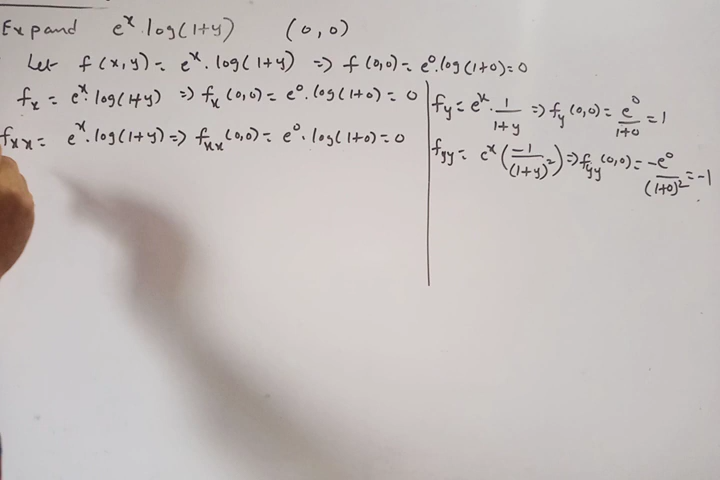 Expand e^x . log(1+y) (0,0)
Let f(x,y) = e^x . log(1+y) => f(0,0) = e^0 . log(1+0) = 0
f_x = e^x . log(1+y) => f_x(0,0) = e^0 . log(1+0) = 0
f_xx = e^x . log(1+y) => f_xx(0,0) = e^0 . log(1+0) = 0
f_y = e^x . 1/(1+y) => f_y(0,0) = e^0/(1+0) = 1
f_yy = e^x (-1/(1+y)^2) => f_yy(0,0) = -e^0/(1+0)^2 = -1